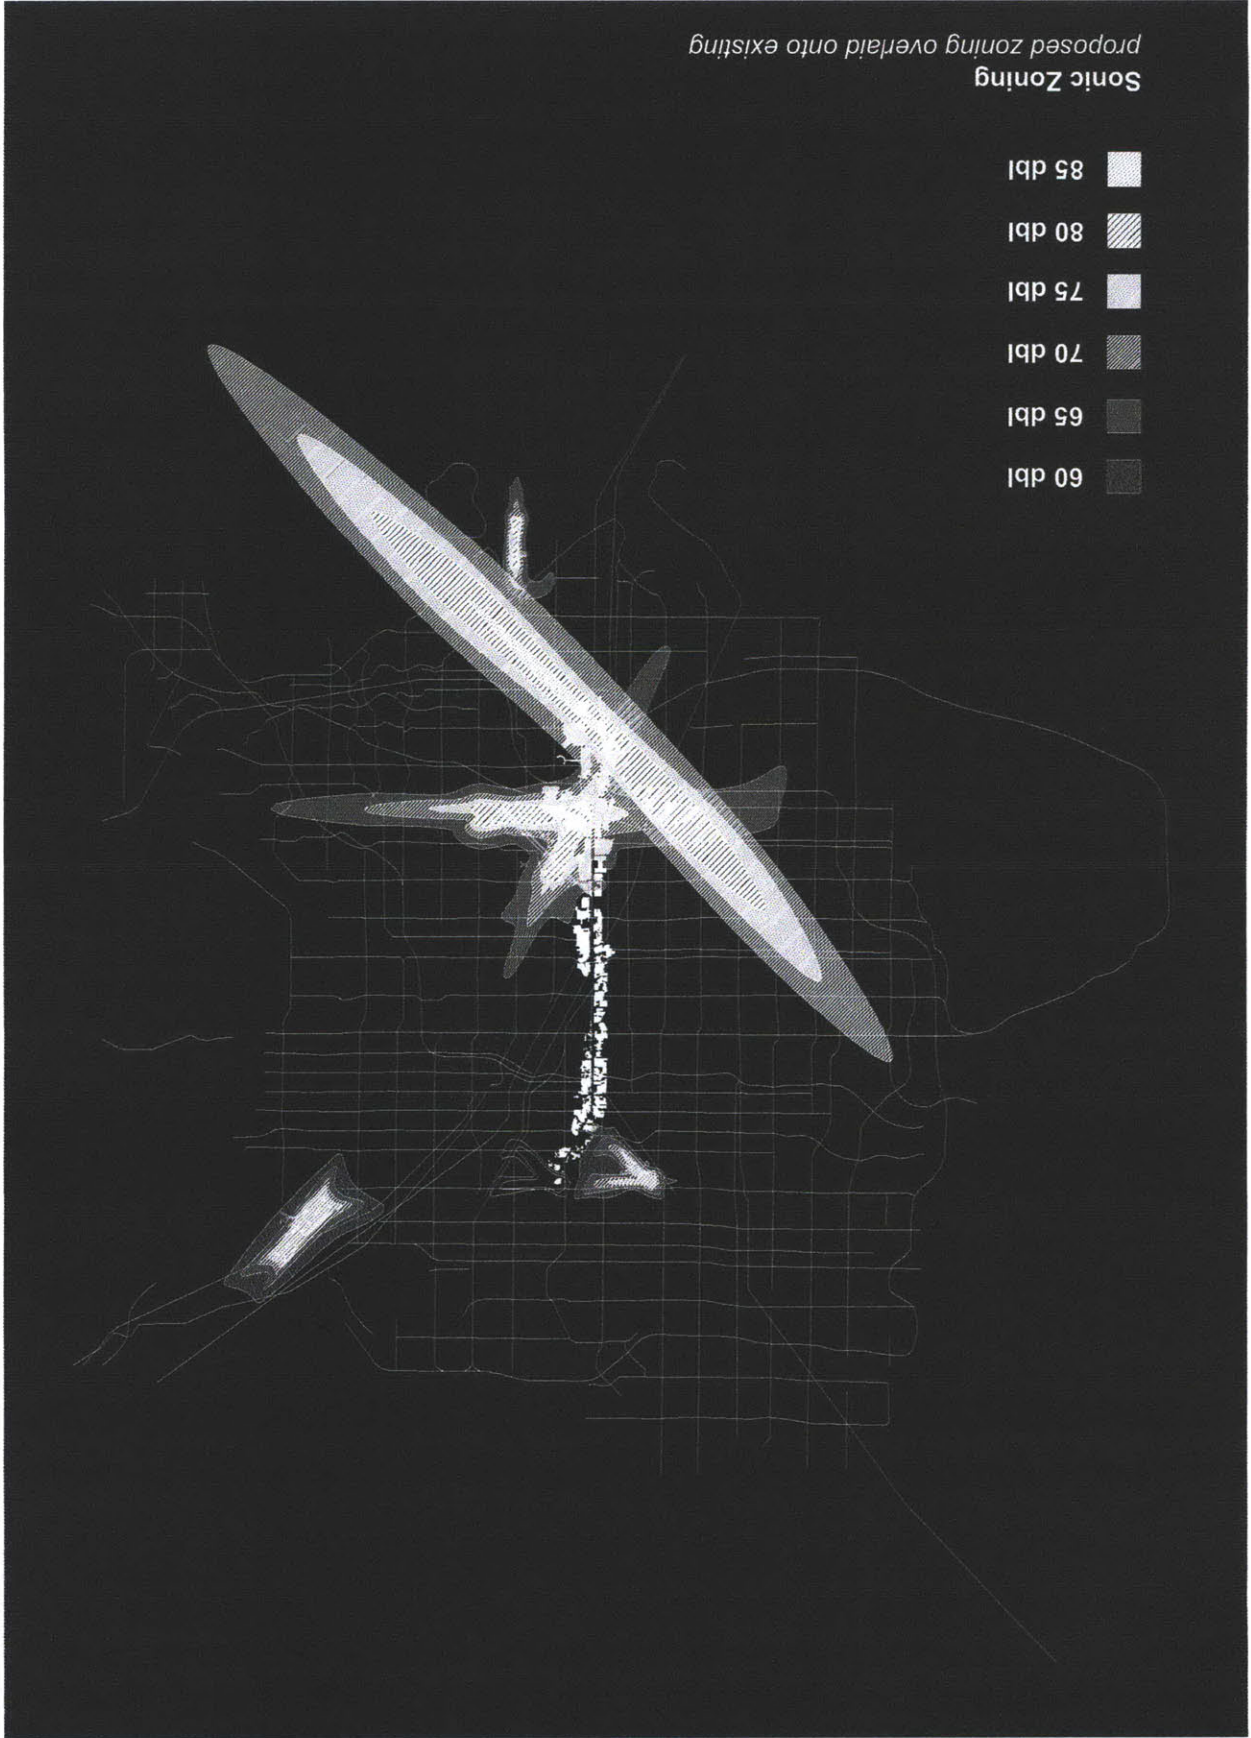 60 dbl
65 dbl
70 dbl
75 dbl
80 dbl
85 dbl
Sonic Zoning
proposed zoning overlaid onto existing